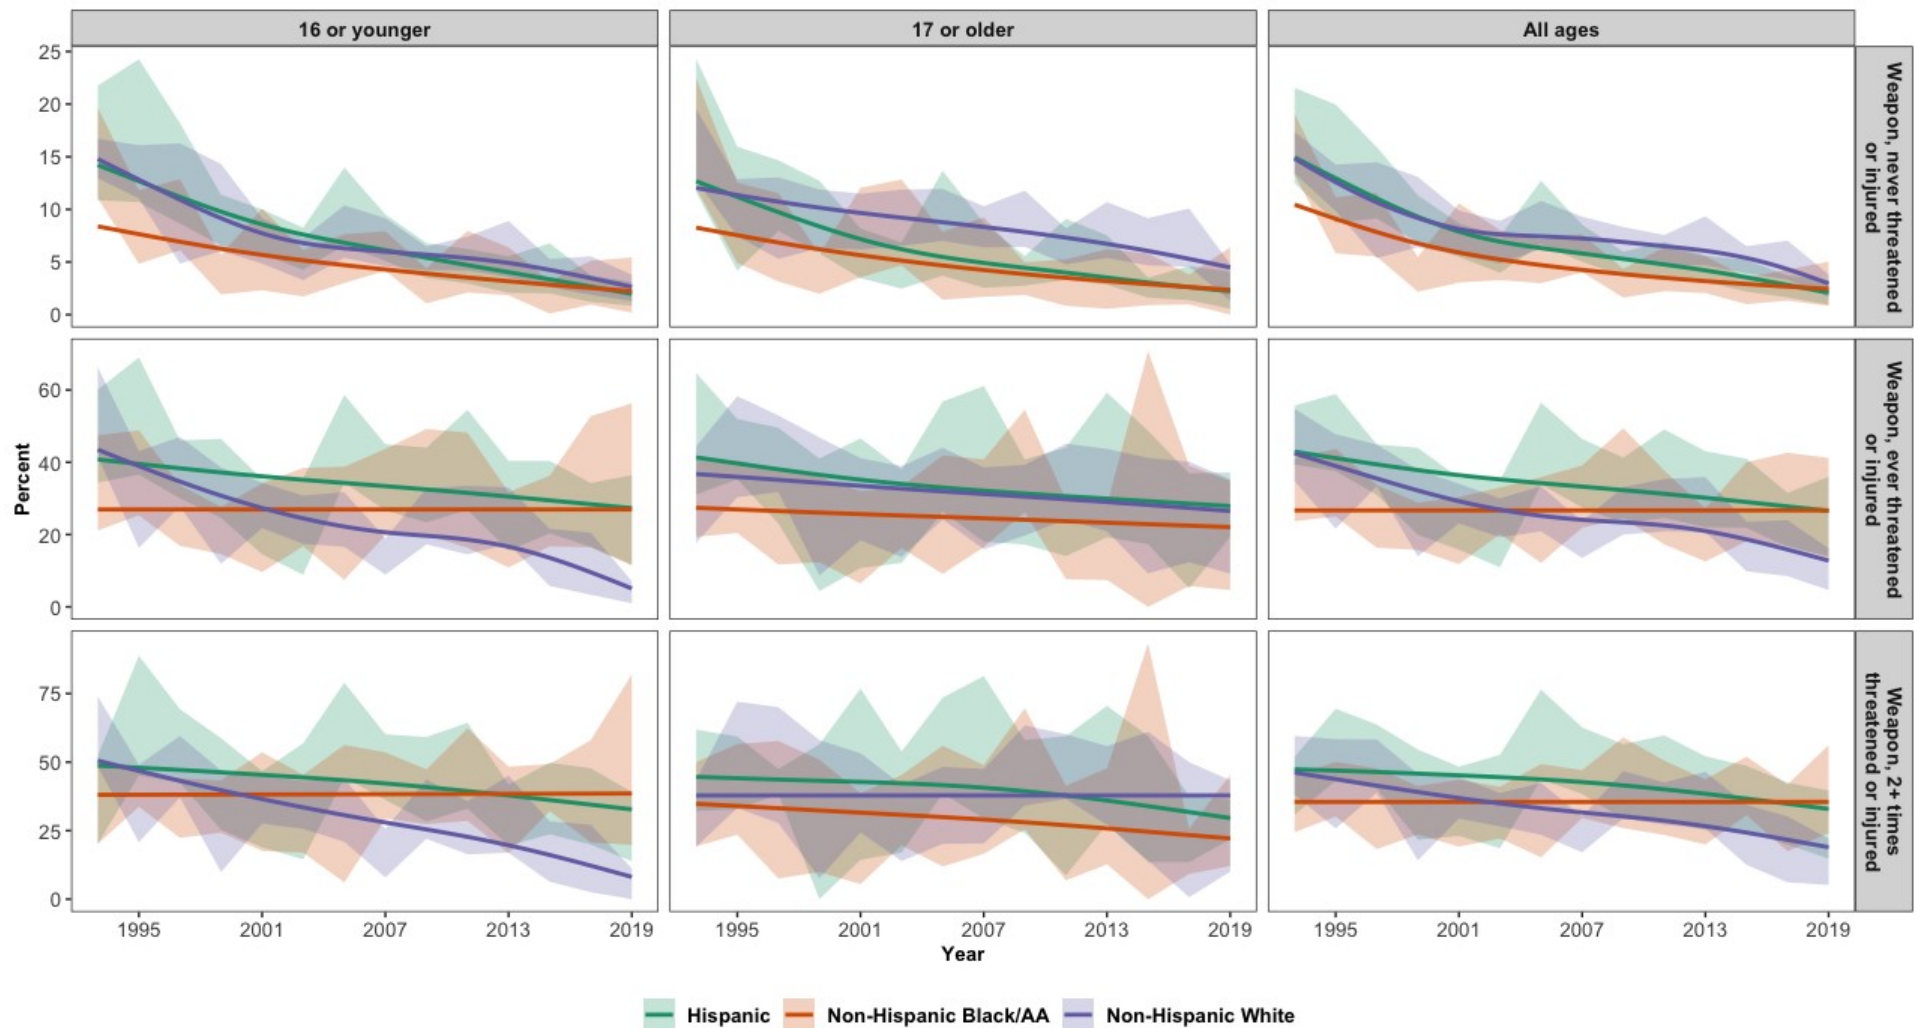 16 or younger
17 or older
All ages
25
20
15
10
5
0
Weapon, never threatened
or injured
60
40
20
0
Weapon, ever threatened
or injured
75
50
25
0
Weapon, 2+ times
threatened or injured
Percent
1995
2001
2007
2013
2019
1995
2001
2007
2013
2019
1995
2001
2007
2013
2019
Year
Hispanic
Non-Hispanic Black/AA
Non-Hispanic White